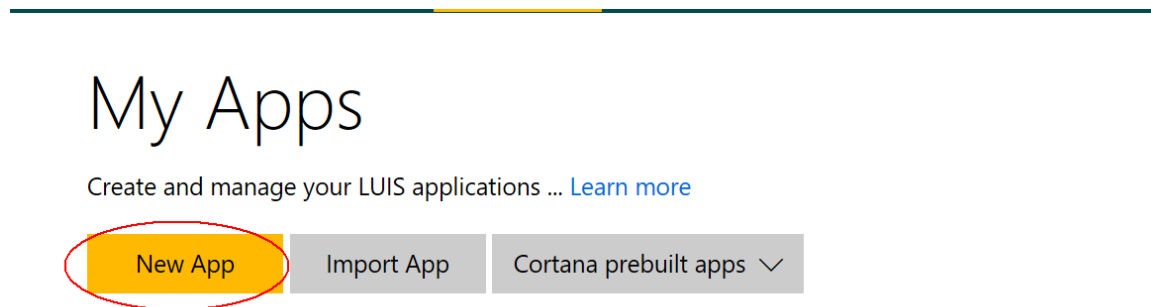 My Apps
Create and manage your LUIS applications ... Learn more
New App Import App Cortana prebuilt apps